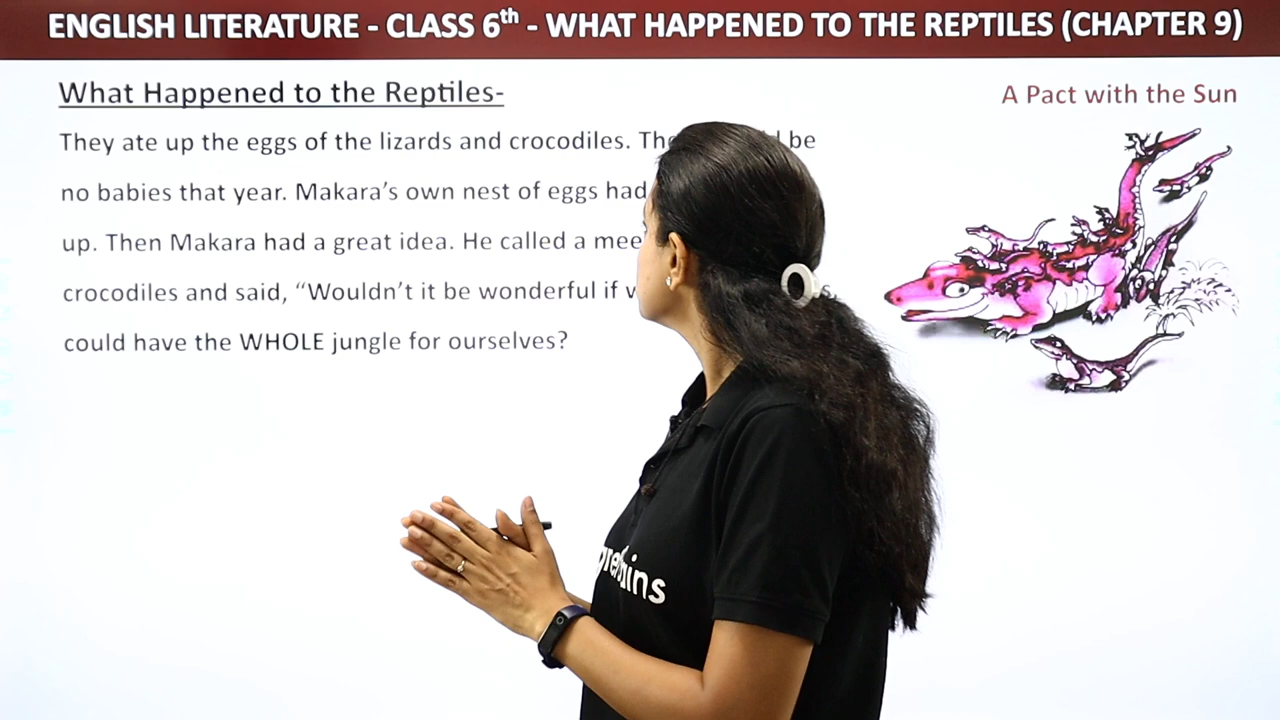 ENGLISH LITERATURE - CLASS 6th - WHAT HAPPENED TO THE REPTILES (CHAPTER 9)
What Happened to the Reptiles-
A Pact with the Sun
They ate up the eggs of the lizards and crocodiles. be
no babies that year. Makara’s own nest of eggs had
up. Then Makara had a great idea. He called a
crocodiles and said, “Wouldn’t it be wonderful if
could have the WHOLE jungle for ourselves?